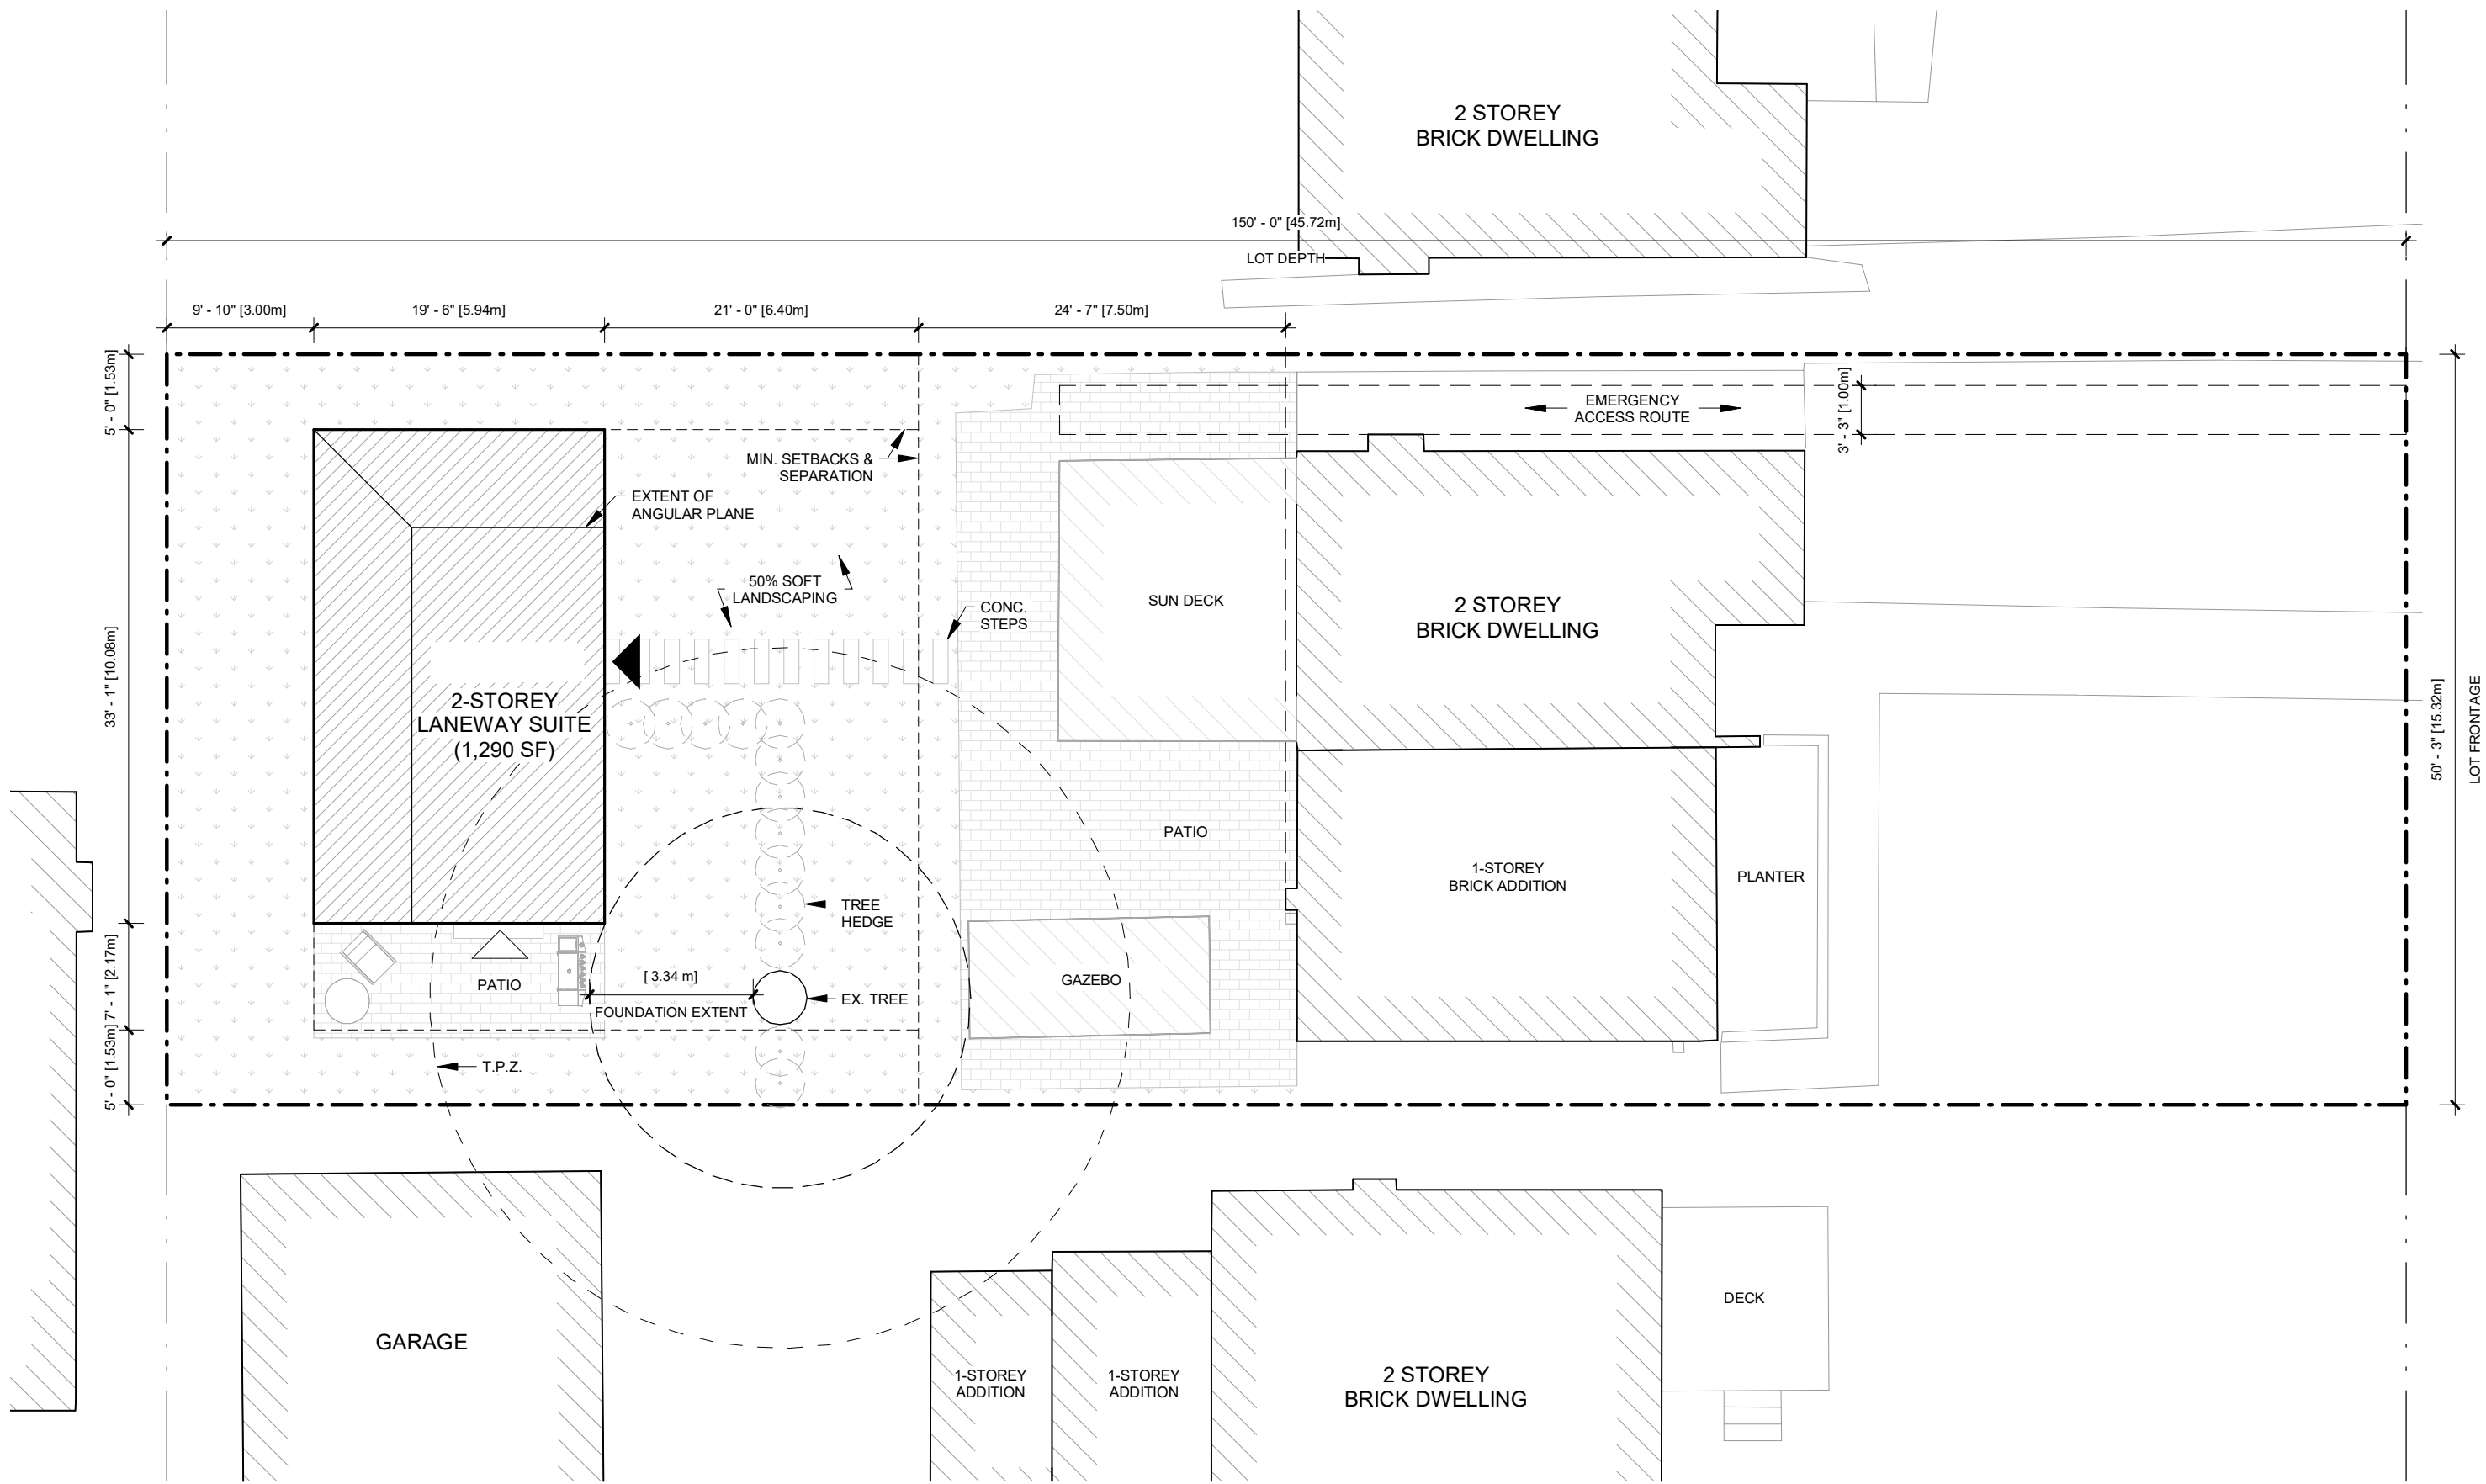 2 STOREY
BRICK DWELLING
150' - 0" [45.72m]
LOT DEPTH
9' - 10" [3.00m]
19' - 6" [5.94m]
21' - 0" [6.40m]
24' - 7" [7.50m]
5' - 0" [1.53m]
33' - 1" [10.08m]
7' - 1" [2.17m]
5' - 0" [1.53m]
EMERGENCY
ACCESS ROUTE
3' - 3" [1.00m]
MIN. SETBACKS &
SEPARATION
EXTENT OF
ANGULAR PLANE
50% SOFT
LANDSCAPING
CONC.
STEPS
SUN DECK
2 STOREY
BRICK DWELLING
2-STOREY
LANEWAY SUITE
(1,290 SF)
50' - 3" [15.32m]
LOT FRONTAGE
PATIO
1-STOREY
BRICK ADDITION
PLANTER
TREE
HEDGE
PATIO
[ 3.34 m]
FOUNDATION EXTENT
EX. TREE
GAZEBO
T.P.Z.
GARAGE
1-STOREY
ADDITION
1-STOREY
ADDITION
2 STOREY
BRICK DWELLING
DECK